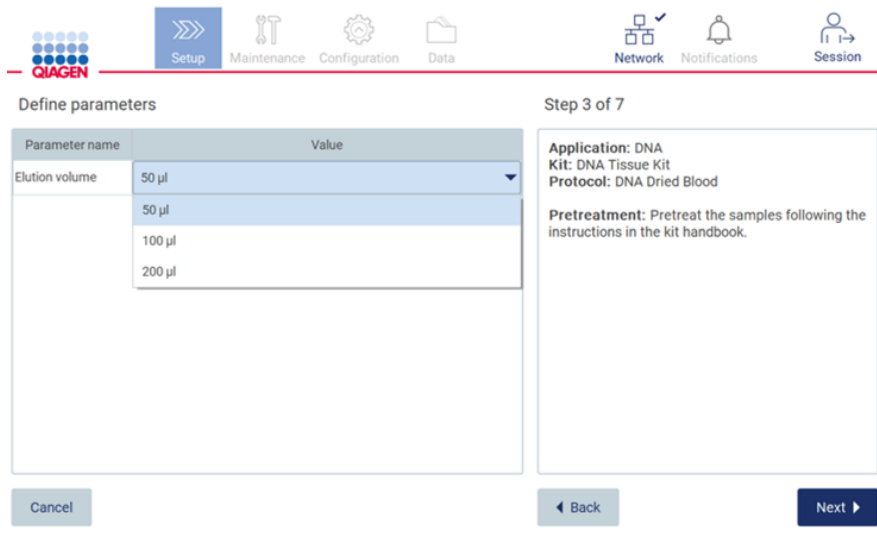 QIAGEN
Setup
Maintenance
Configuration
Data
Network
Notifications
Session
Define parameters
Step 3 of 7
Parameter name
Value
Elution volume
50 µl
50 µl
100 µl
200 µl
Application: DNA
Kit: DNA Tissue Kit
Protocol: DNA Dried Blood
Pretreatment: Pretreat the samples following the
instructions in the kit handbook.
Cancel
Back
Next